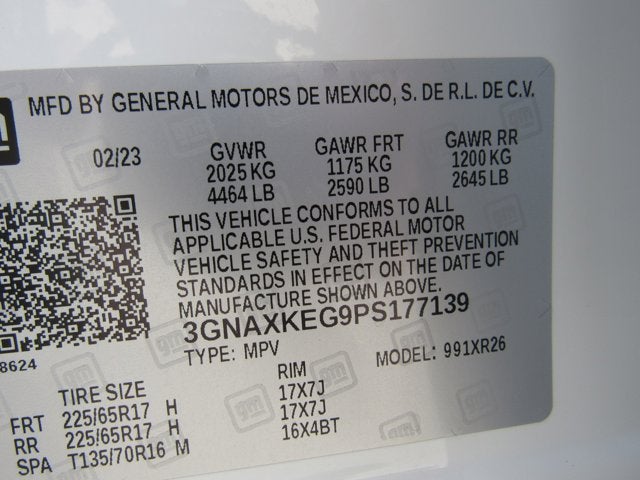 MFD BY GENERAL MOTORS DE MEXICO, S. DE R.L. DE C.V.
02/23 GVWR GAWR FRT GAWR RR
2025 KG 1175 KG 1200 KG
4464 LB 2590 LB 2645 LB
THIS VEHICLE CONFORMS TO ALL
APPLICABLE U.S. FEDERAL MOTOR
VEHICLE SAFETY AND THEFT PREVENTION
STANDARDS IN EFFECT ON THE DATE OF
MANUFACTURE SHOWN ABOVE.
3GNAXKEG9PS177139
8624
TYPE: MPV MODEL: 991XR26
TIRE SIZE RIM
FRT 225/65R17 H 17X7J
RR 225/65R17 H 17X7J
SPA T135/70R16 M 16X4BT